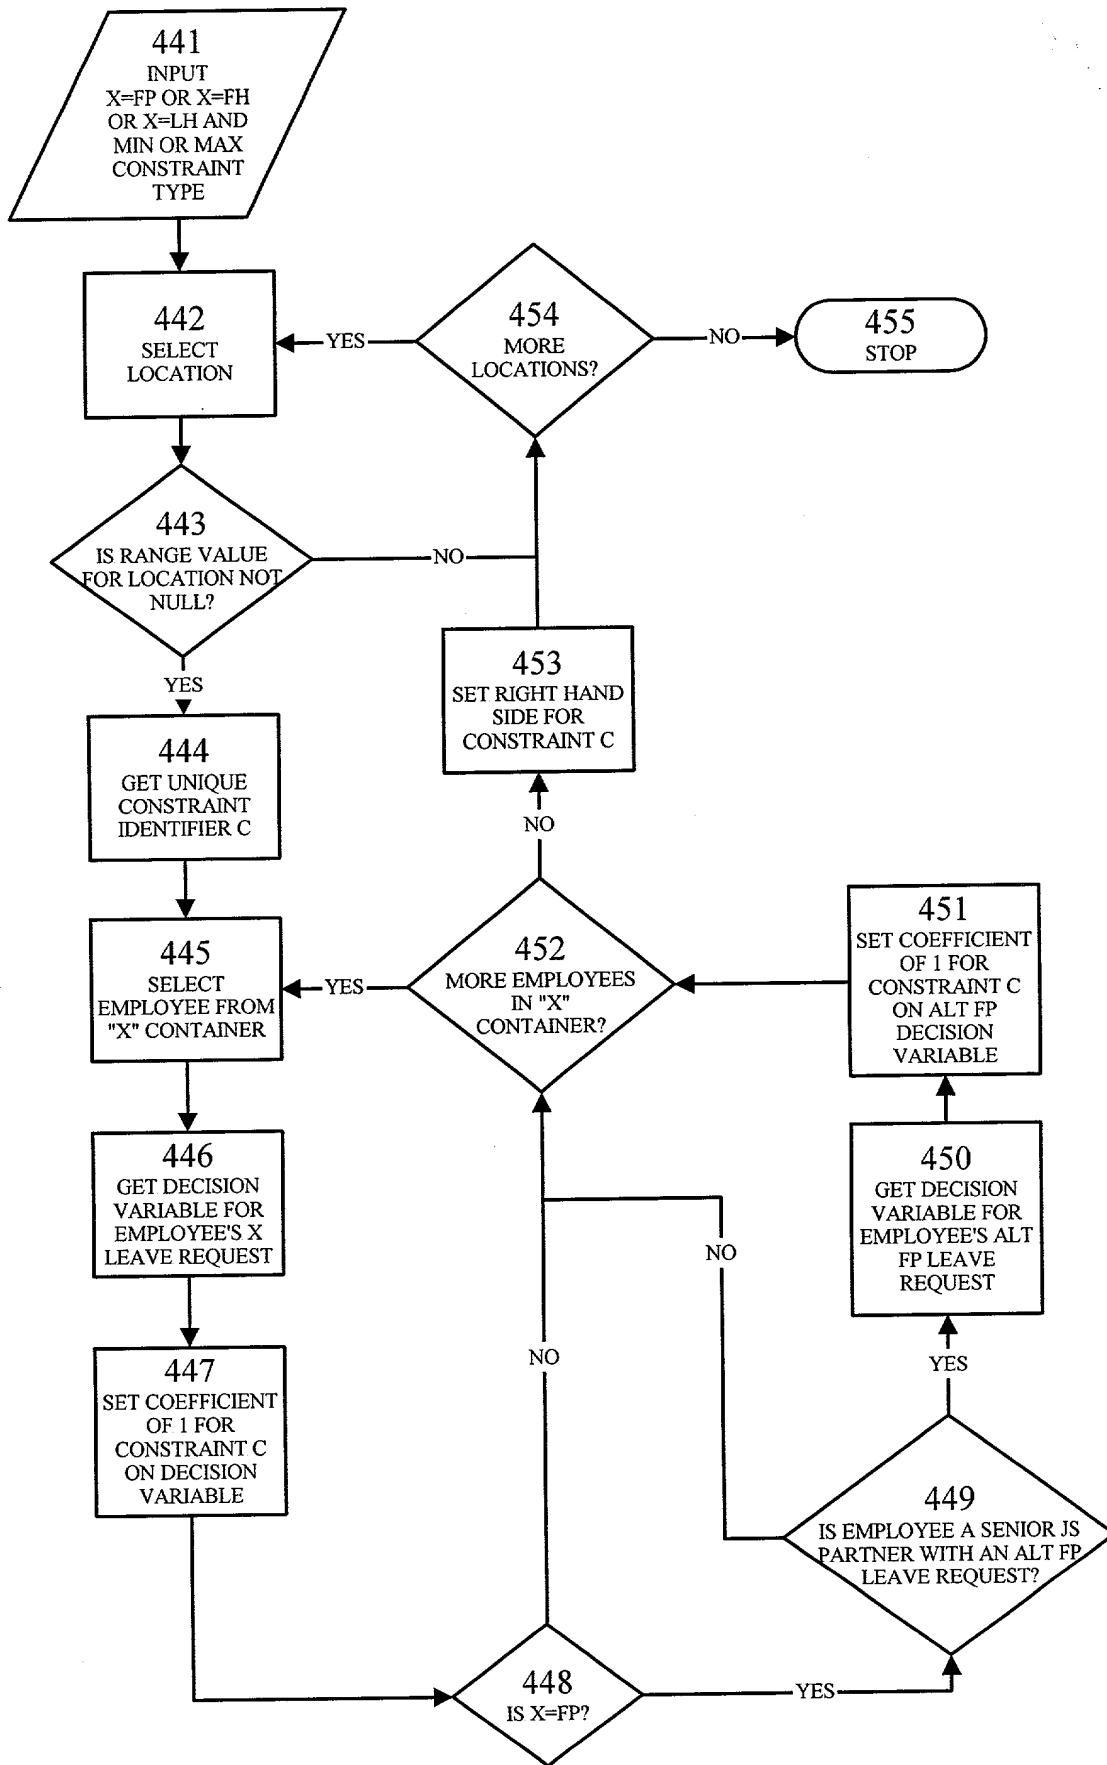 441
INPUT
X=FP OR X=FH
OR X=LH AND
MIN OR MAX
CONSTRAINT
TYPE
442
SELECT
LOCATION
YES
454
MORE
LOCATIONS?
NO
455
STOP
443
IS RANGE VALUE
FOR LOCATION NOT
NULL?
NO
YES
453
SET RIGHT HAND
SIDE FOR
CONSTRAINT C
444
GET UNIQUE
CONSTRAINT
IDENTIFIER C
NO
445
SELECT
EMPLOYEE FROM
"X" CONTAINER
YES
452
MORE EMPLOYEES
IN "X"
CONTAINER?
451
SET COEFFICIENT
OF 1 FOR
CONSTRAINT C
ON ALT FP
DECISION
VARIABLE
446
GET DECISION
VARIABLE FOR
EMPLOYEE'S X
LEAVE REQUEST
450
GET DECISION
VARIABLE FOR
EMPLOYEE'S ALT
FP LEAVE
REQUEST
NO
NO
YES
447
SET COEFFICIENT
OF 1 FOR
CONSTRAINT C
ON DECISION
VARIABLE
449
IS EMPLOYEE A SENIOR JS
PARTNER WITH AN ALT FP
LEAVE REQUEST?
448
IS X=FP?
YES